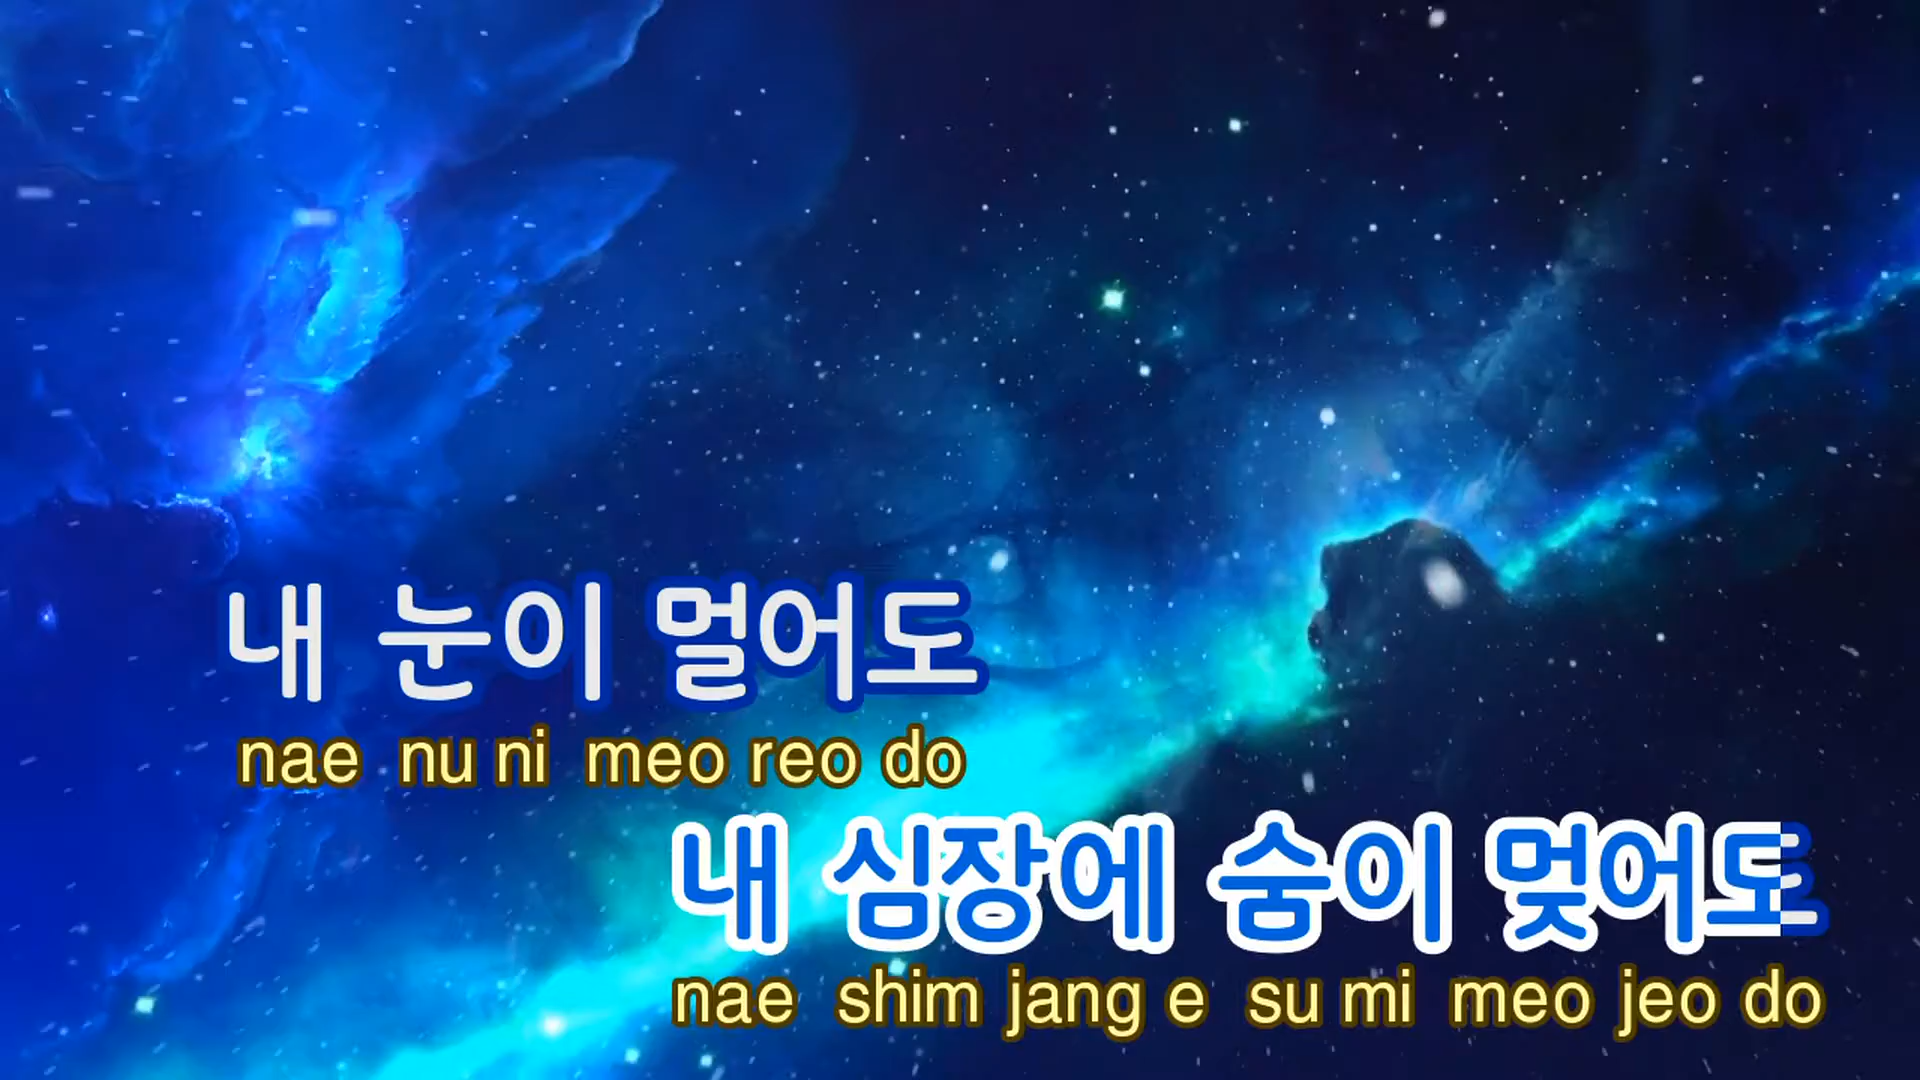 내 눈이 멀어도
nae nu ni meo reo do
내 심장에 숨이 멎어도
nae shim jang e su mi meo jeo do